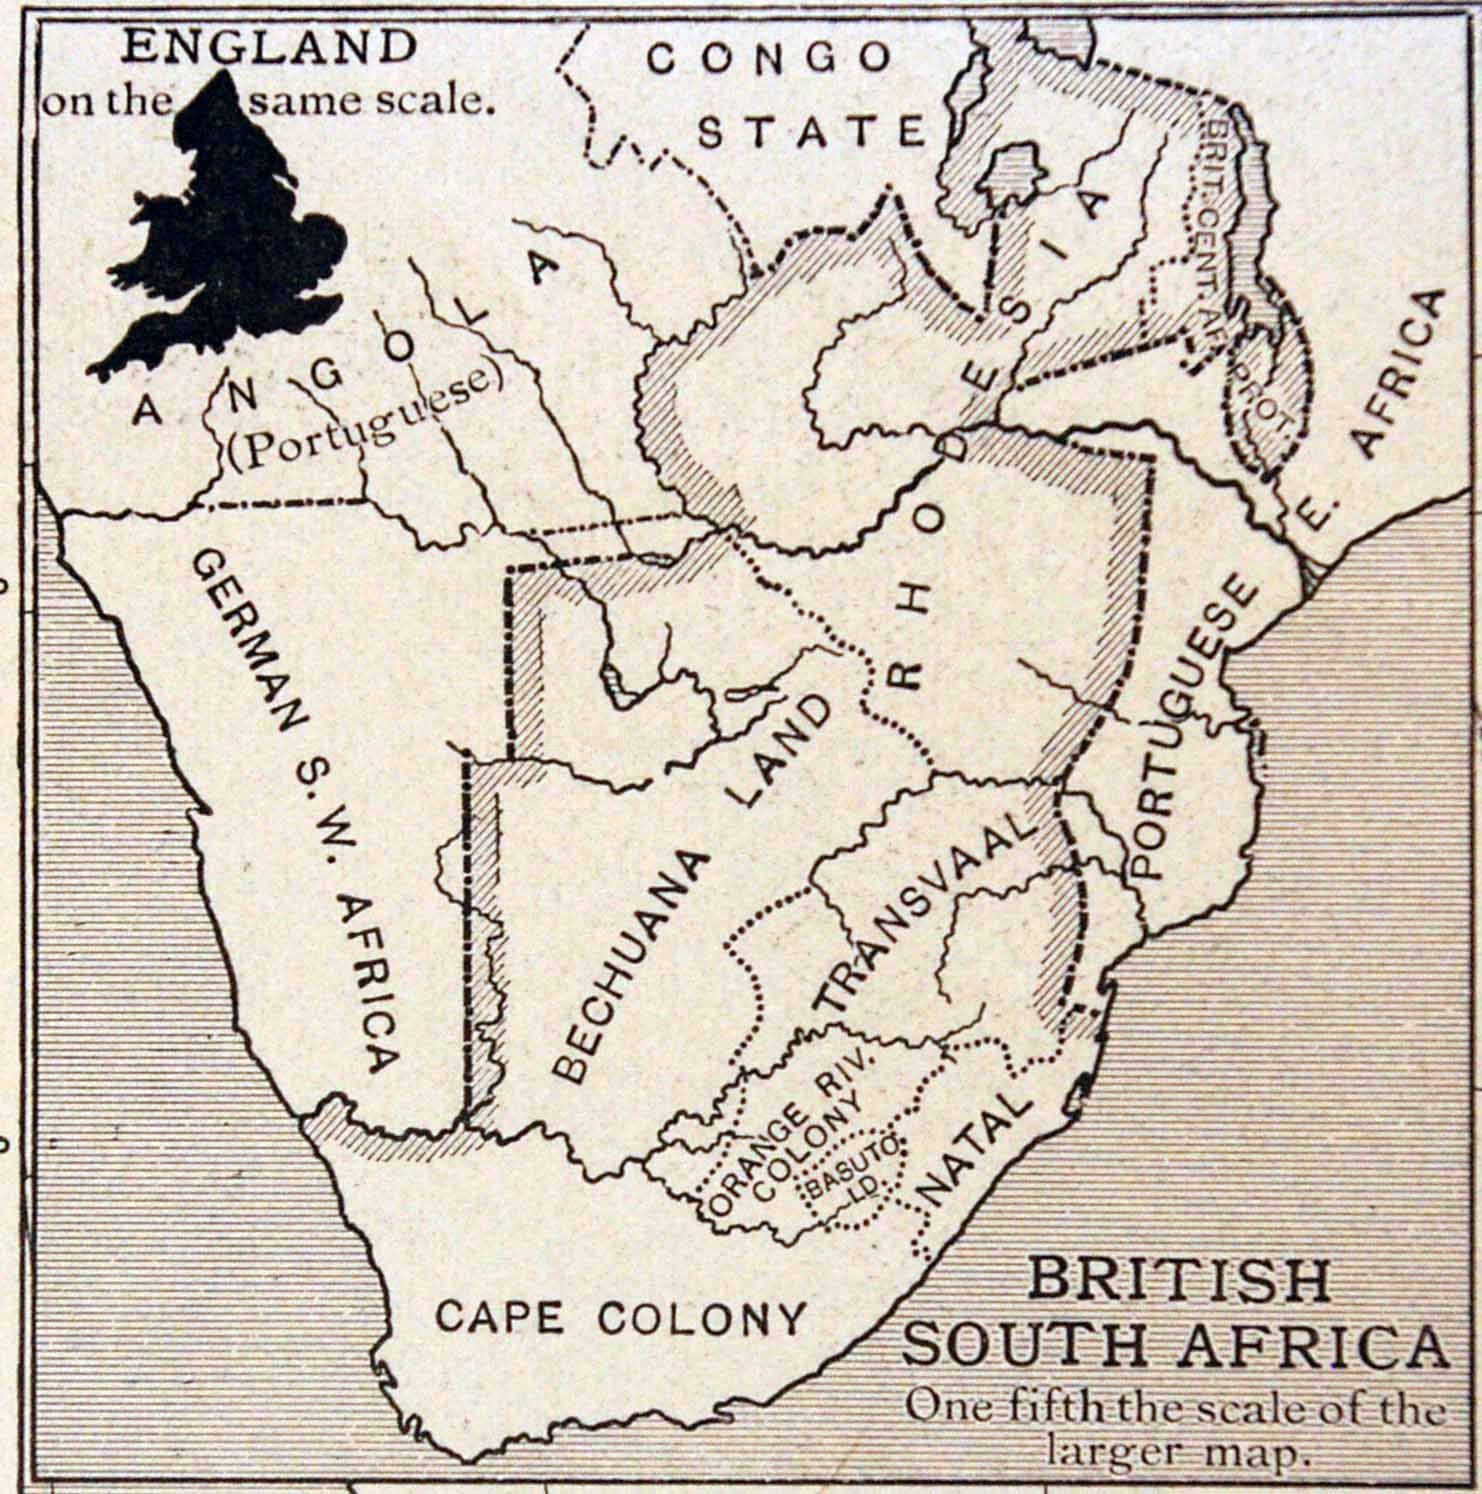 ENGLAND
on the same scale.
CONGO
STATE
ANGOLA
(Portuguese)
RHODESIA
BRIT. CENT. AF.
PROT.
PORTUGUESE E. AFRICA
GERMAN S. W. AFRICA
BECHUANA LAND
TRANSVAAL
ORANGE RIV.
COLONY
BASUTO
LD.
NATAL
CAPE COLONY
BRITISH
SOUTH AFRICA
One fifth the scale of the
larger map.